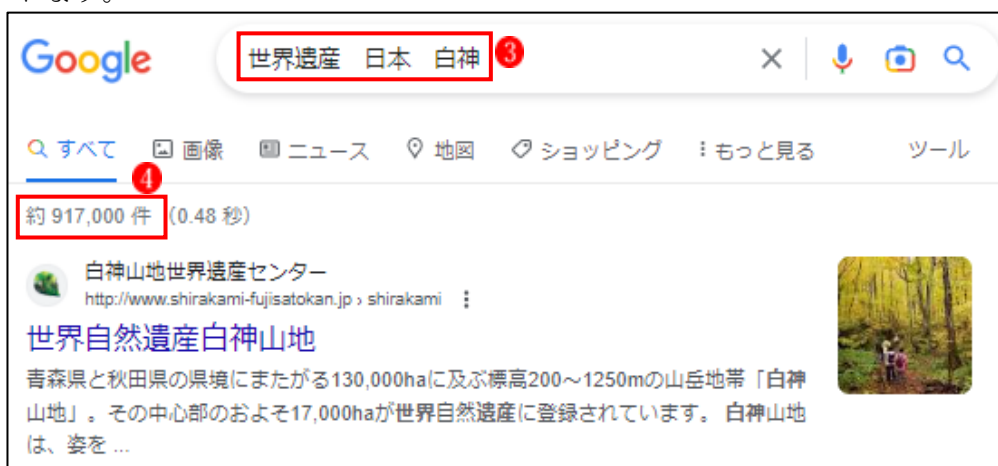 Google
世界遺産　日本　白神 3
すべて 画像 ニュース 地図 ショッピング もっと見る ツール
4
約 917,000 件 （0.48 秒）
白神山地世界遺産センター
http://www.shirakami-fujisatokan.jp › shirakami
世界自然遺産白神山地
青森県と秋田県の県境にまたがる130,000haに及ぶ標高200～1250mの山岳地帯「白神
山地」。その中心部のおよそ17,000haが世界自然遺産に登録されています。 白神山地
は、姿を ...